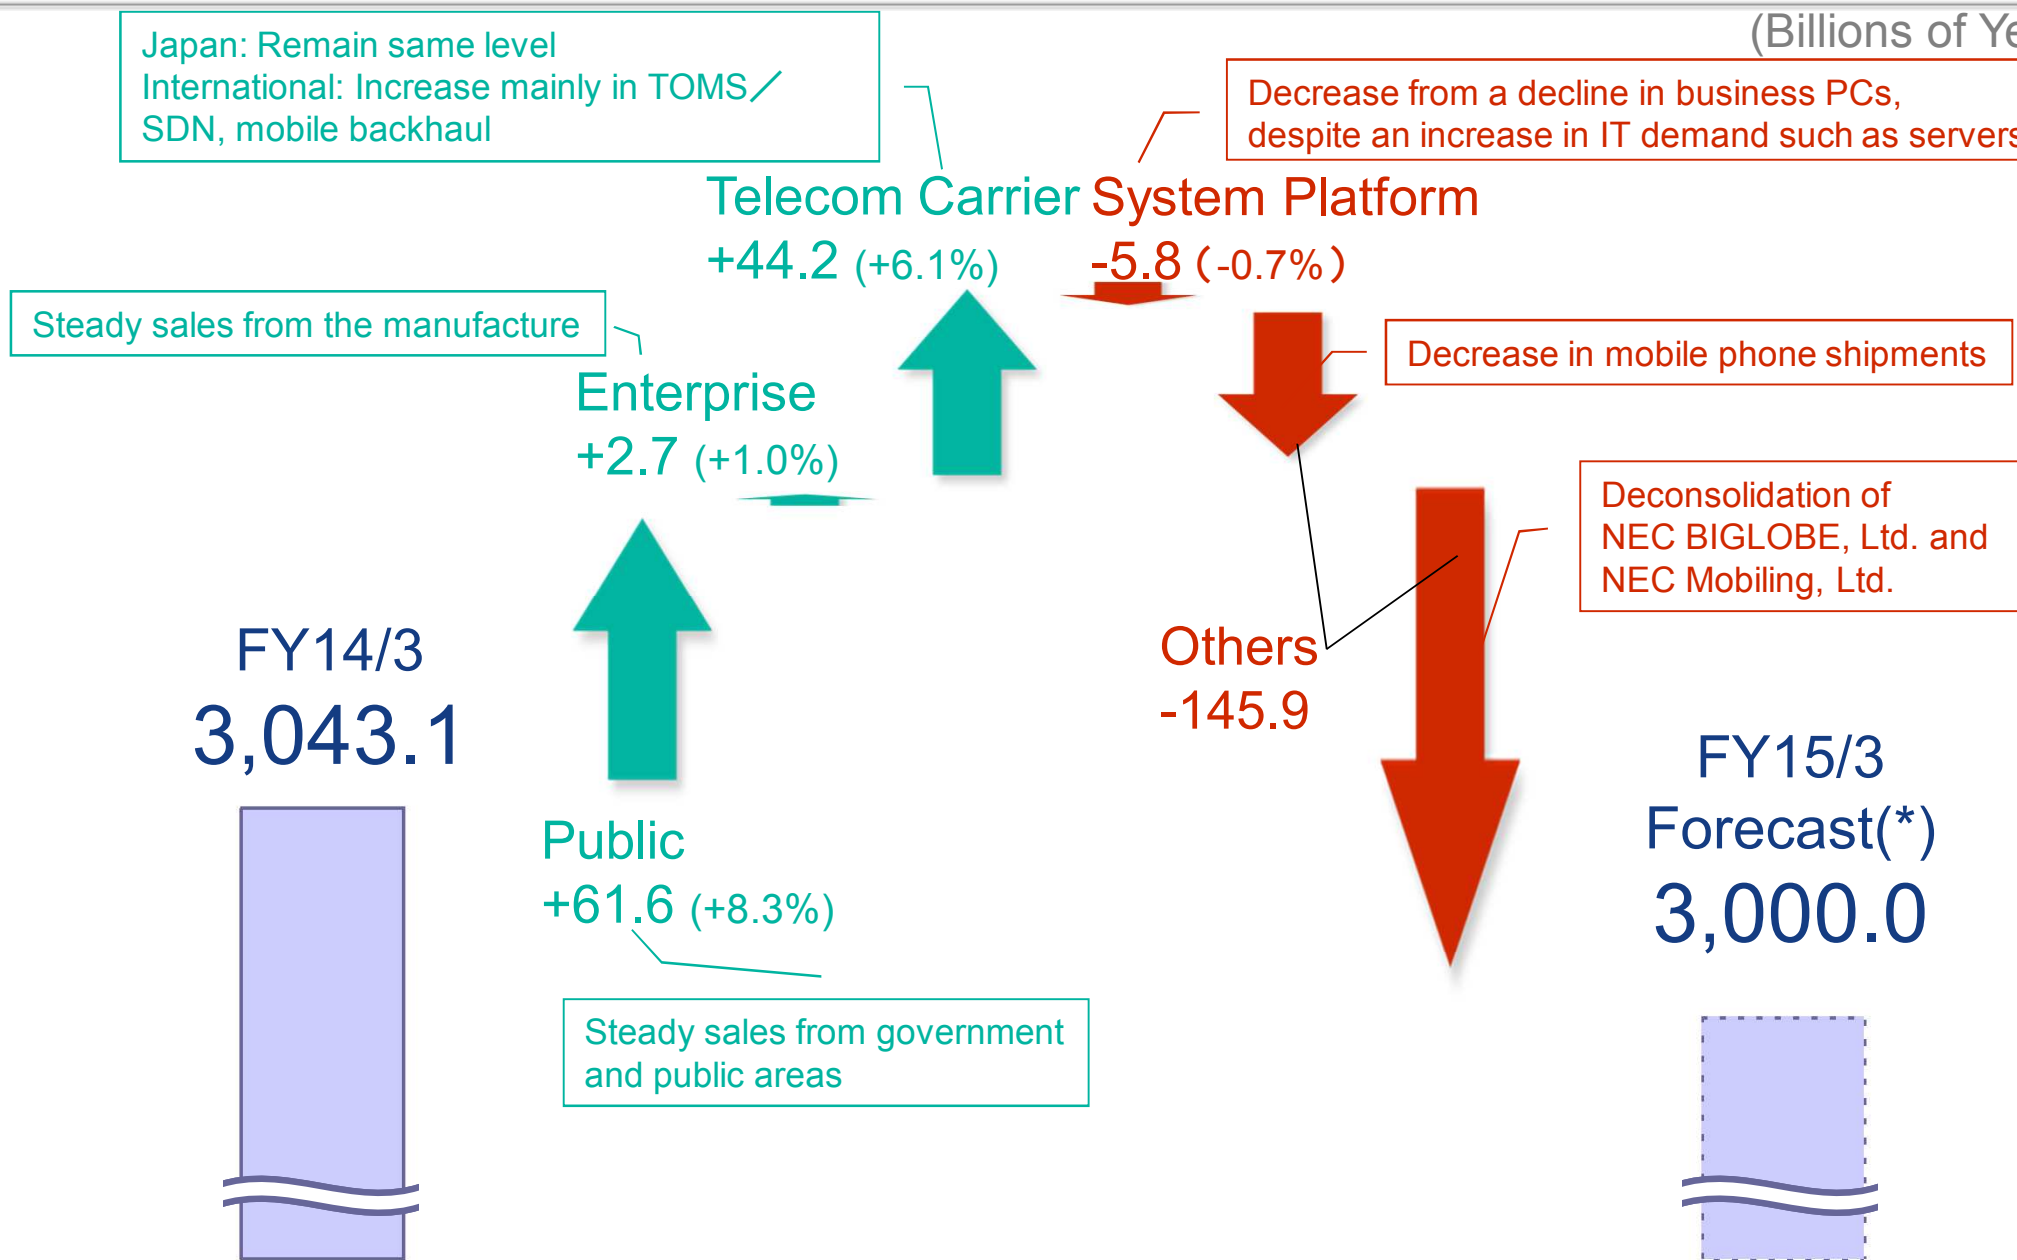 (Billions of Ye
Japan: Remain same level
International: Increase mainly in TOMS／
SDN, mobile backhaul
Decrease from a decline in business PCs,
despite an increase in IT demand such as servers
Telecom Carrier
+44.2 (+6.1%)
System Platform
-5.8 ( -0.7% )
Steady sales from the manufacture
Decrease in mobile phone shipments
Enterprise
+2.7 (+1.0%)
Deconsolidation of
NEC BIGLOBE, Ltd. and
NEC Mobiling, Ltd.
FY14/3
3,043.1
Others
-145.9
FY15/3
Forecast(*)
3,000.0
Public
+61.6 (+8.3%)
Steady sales from government
and public areas